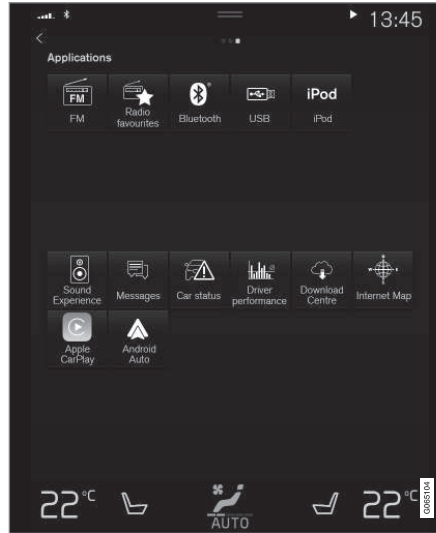 13:45
Applications
FM
iPod
FM
Radio
favourites
Bluetooth
USB
iPod
Sound
Experience
Messages
Car status
Driver
performance
Download
Centre
Internet Map
Apple
CarPlay
Android
Auto
22°C
AUTO
22°C
G065104